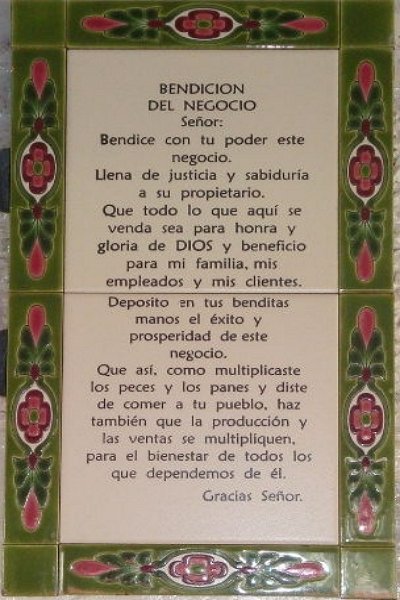 BENDICION
DEL NEGOCIO
Señor:
Bendice con tu poder este
negocio.
Llena de justicia y sabiduría
a su propietario.
Que todo lo que aquí se
venda sea para honra y
gloria de DIOS y beneficio
para mi familia, mis
empleados y mis clientes.
Deposito en tus benditas
manos el éxito y
prosperidad de este
negocio.
Que así, como multiplicaste
los peces y los panes y diste
de comer a tu pueblo, haz
también que la producción y
las ventas se multipliquen,
para el bienestar de todos los
que dependemos de él.
Gracias Señor.